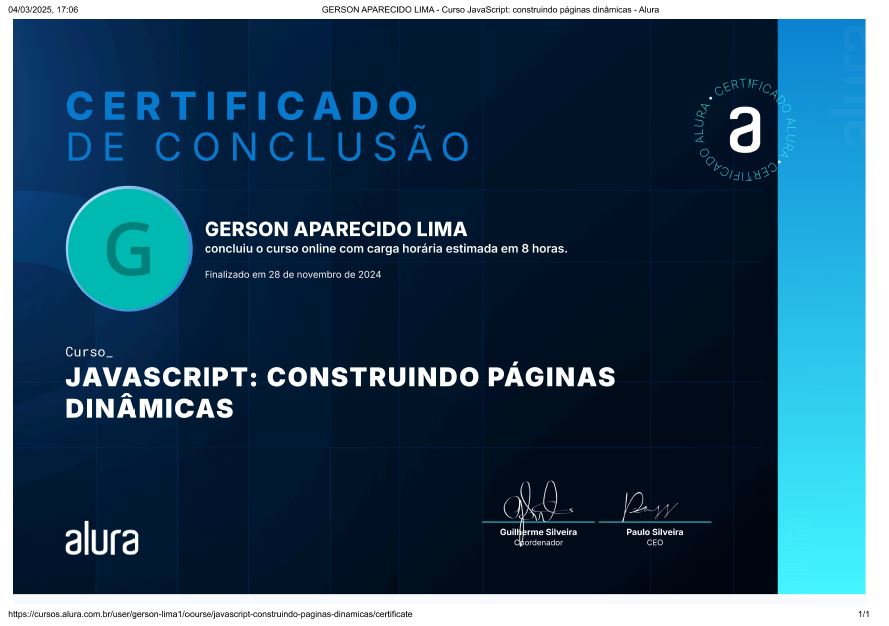 04/03/2025, 17:06
GERSON APARECIDO LIMA - Curso JavaScript: construindo páginas dinâmicas - Alura
CERTIFICADO
DE CONCLUSÃO
CERTIFICADO ALURA • CERTIFICADO ALURA •
a
alura
G
GERSON APARECIDO LIMA
concluiu o curso online com carga horária estimada em 8 horas.
Finalizado em 28 de novembro de 2024
Curso_
JAVASCRIPT: CONSTRUINDO PÁGINAS
DINÂMICAS
alura
Guilherme Silveira
Coordenador
Paulo Silveira
CEO
https://cursos.alura.com.br/user/gerson-lima1/course/javascript-construindo-paginas-dinamicas/certificate
1/1